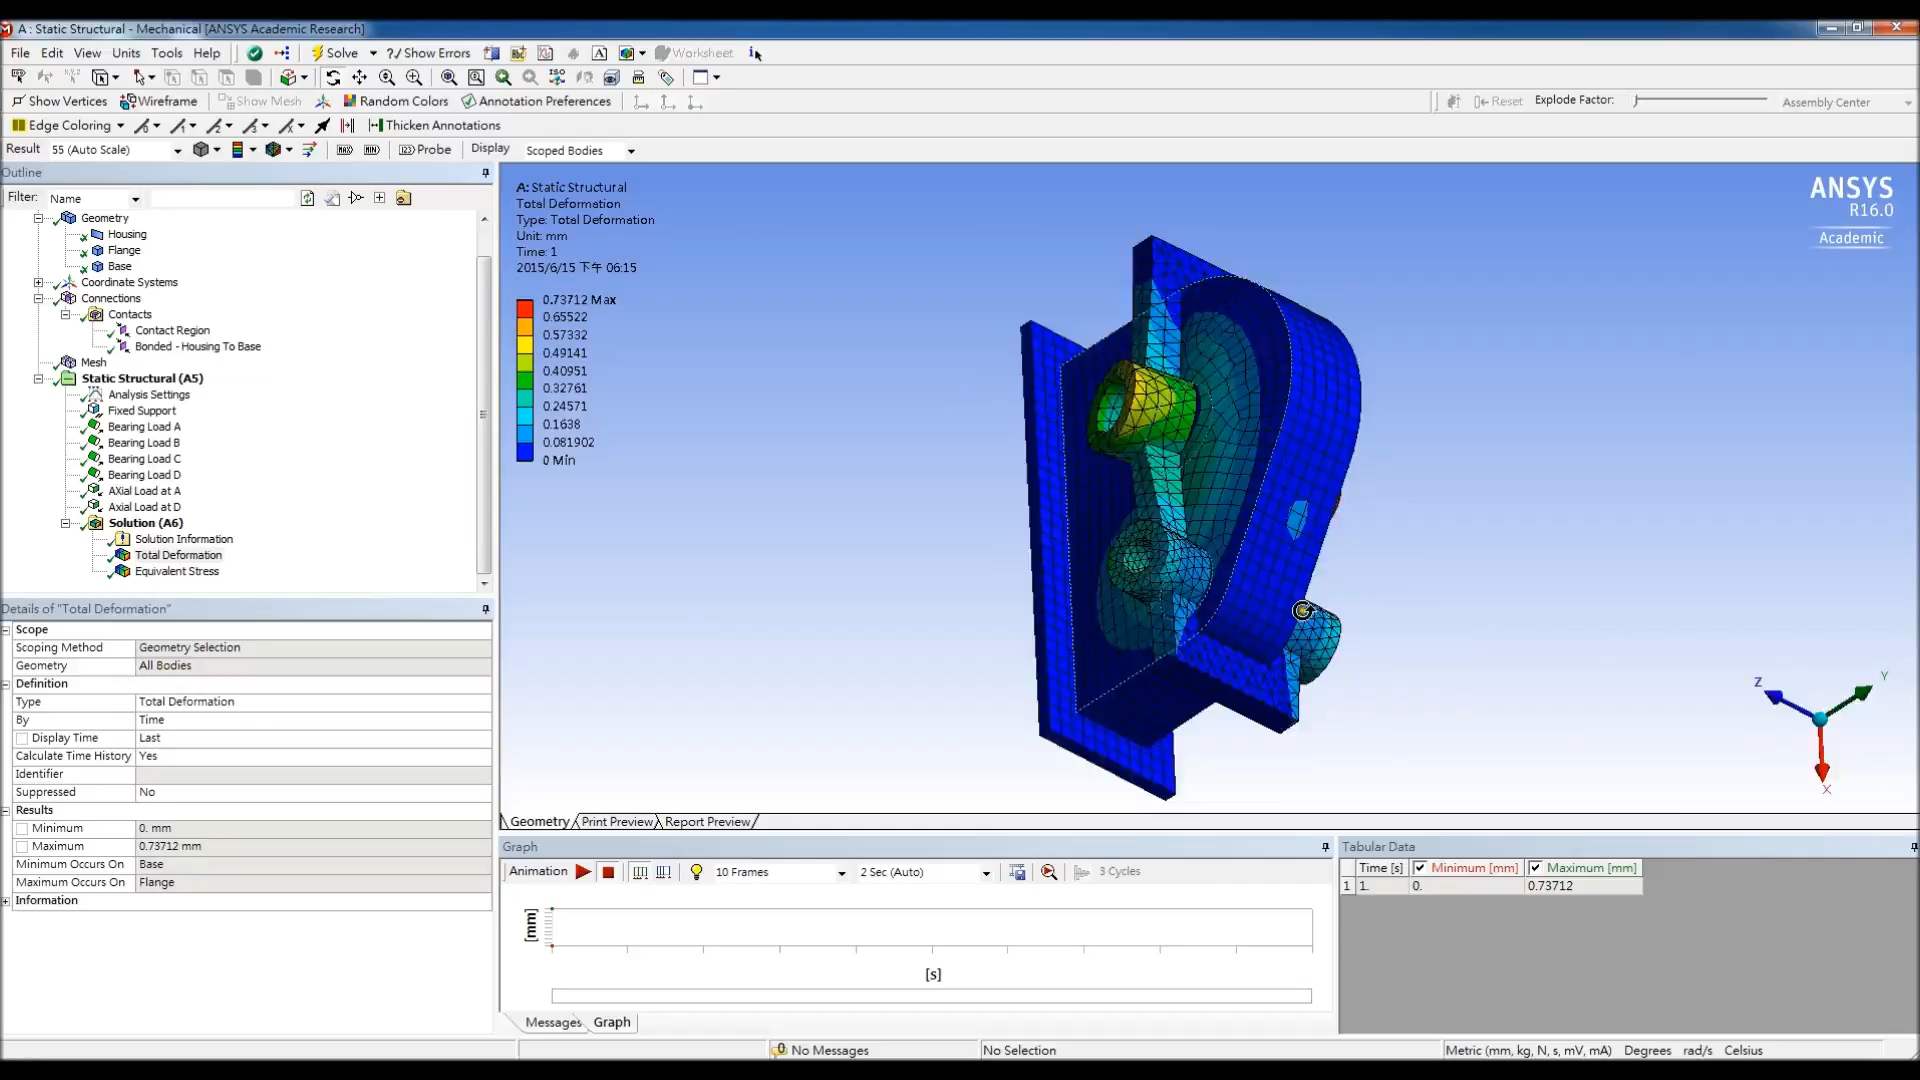 A : Static Structural - Mechanical [ANSYS Academic Research]
File Edit View Units Tools Help Solve ?/ Show Errors Worksheet
Show Vertices Wireframe Show Mesh Random Colors Annotation Preferences Reset Explode Factor: Assembly Center
Edge Coloring Thicken Annotations
Result 55 (Auto Scale) MAX MIN Probe Display Scoped Bodies
Outline
Filter: Name
Geometry
Housing
Flange
Base
Coordinate Systems
Connections
Contacts
Contact Region
Bonded - Housing To Base
Mesh
Static Structural (A5)
Analysis Settings
Fixed Support
Bearing Load A
Bearing Load B
Bearing Load C
Bearing Load D
AXial Load at A
Axial Load at D
Solution (A6)
Solution Information
Total Deformation
Equivalent Stress
Details of "Total Deformation"
Scope
Scoping Method Geometry Selection
Geometry All Bodies
Definition
Type Total Deformation
By Time
Display Time Last
Calculate Time History Yes
Identifier
Suppressed No
Results
Minimum 0. mm
Maximum 0.73712 mm
Minimum Occurs On Base
Maximum Occurs On Flange
Information
A: Static Structural
Total Deformation
Type: Total Deformation
Unit: mm
Time: 1
2015/6/15 下午 06:15
0.73712 Max
0.65522
0.57332
0.49141
0.40951
0.32761
0.24571
0.1638
0.081902
0 Min
ANSYS
R16.0
Academic
Z
Y
X
Geometry Print Preview Report Preview
Graph
Animation 10 Frames 2 Sec (Auto) 3 Cycles
[mm]
[s]
Messages Graph
Tabular Data
Time [s] Minimum [mm] Maximum [mm]
1 1. 0. 0.73712
No Messages No Selection Metric (mm, kg, N, s, mV, mA) Degrees rad/s Celsius